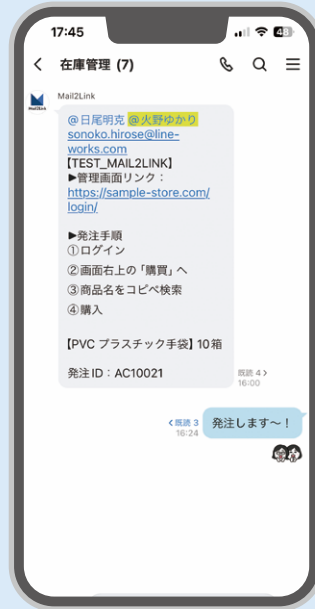 17:45
43
在庫管理 (7)
Mail2Link
@日尾明克 @火野ゆかり
sonoko.hirose@line-
works.com
【TEST_MAIL2LINK】
▶管理画面リンク：
https://sample-store.com/
login/
▶発注手順
①ログイン
②画面右上の「購買」へ
③商品名をコピペ検索
④購入
【PVC プラスチック手袋】10箱
発注ID：AC10021
既読 4
16:00
既読 3
16:24
発注します〜！